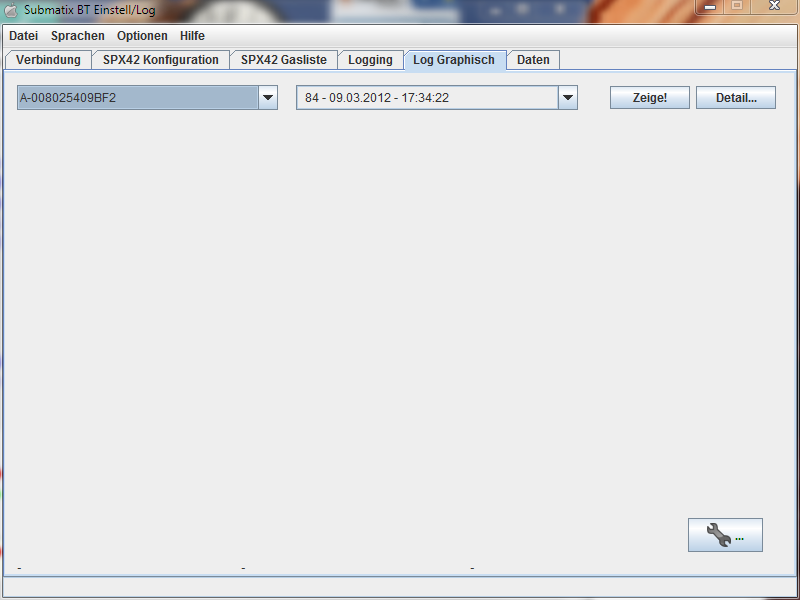 Submatix BT Einstell/Log
Datei Sprachen Optionen Hilfe
Verbindung SPX42 Konfiguration SPX42 Gasliste Logging Log Graphisch Daten
A-008025409BF2 84 - 09.03.2012 - 17:34:22 Zeige! Detail...
...
- - -